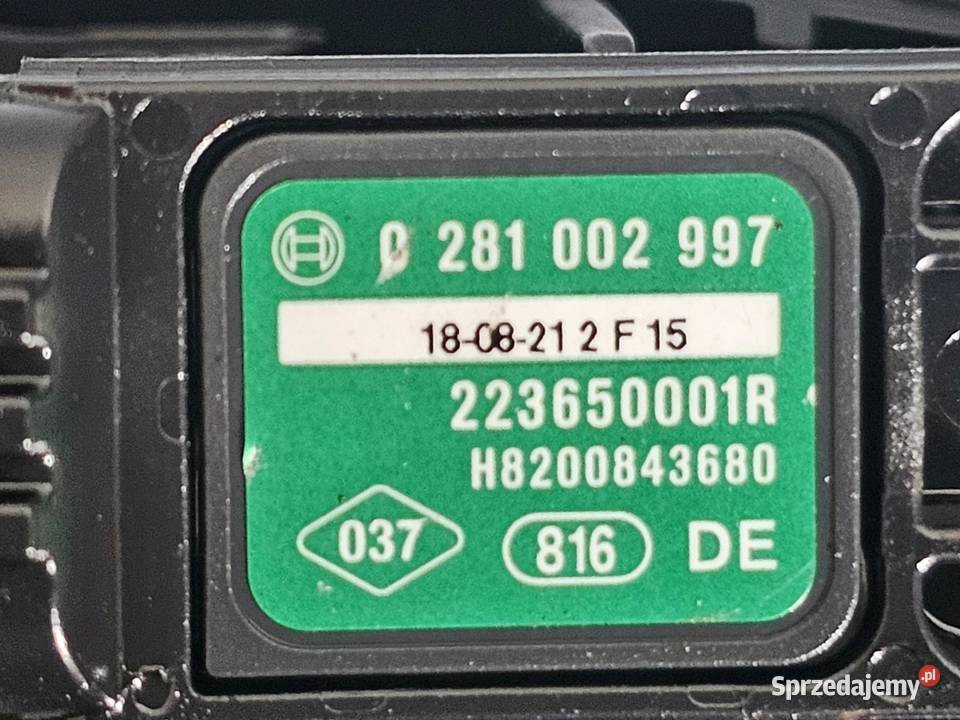 0 281 002 997
18-08-21 2 F 15
223650001R
H8200843680
037 816 DE
Sprzedajemy.pl